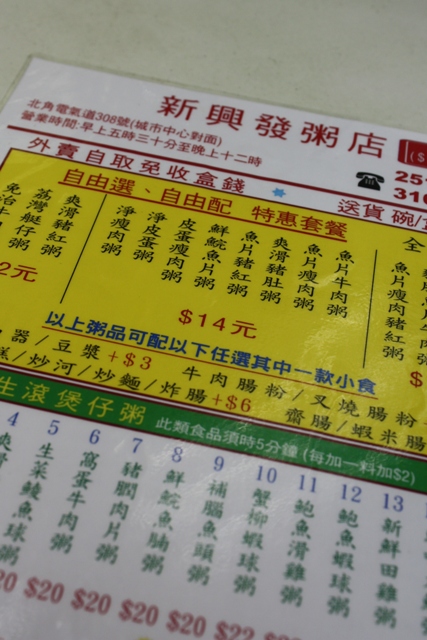 新興發粥店
北角電氣道308號(城市中心對面)
營業時間:早上五時三十分至晚上十二時
($
☎ 251
310
外賣自取免收盒錢 * 送貨 碗/
自由選、自由配 特惠套餐
全
免治牛
荔灣艇仔粥
爽滑豬紅粥
2元
淨瘦肉粥
淨皮蛋粥
皮蛋瘦肉粥
鮮鯇魚片粥
魚片豬紅粥
爽滑豬肚粥
魚片瘦肉粥
魚片牛肉粥
$14元
魚片瘦肉粥
魚片豬紅粥
$
以上粥品可配以下任選其中一款小食
器/豆漿+$3 牛肉腸粉/叉燒腸粉
糕/炒河/炒麵/炸腸+$6 齋腸/蝦米腸
生滾煲仔粥 此類食品須時5分鐘 (每加一料加$2)
4 5 6 7 8 9 10 11 12 13
生菜鯪魚球粥
窩蛋牛肉粥
豬膶肉片粥
鮮鯇魚腩粥
補腦魚頭粥
蟹柳蝦球粥
鮑魚滑雞粥
鮑魚蝦球粥
新鮮田雞粥
$20 $20 $20 $20 $20 $22 $28